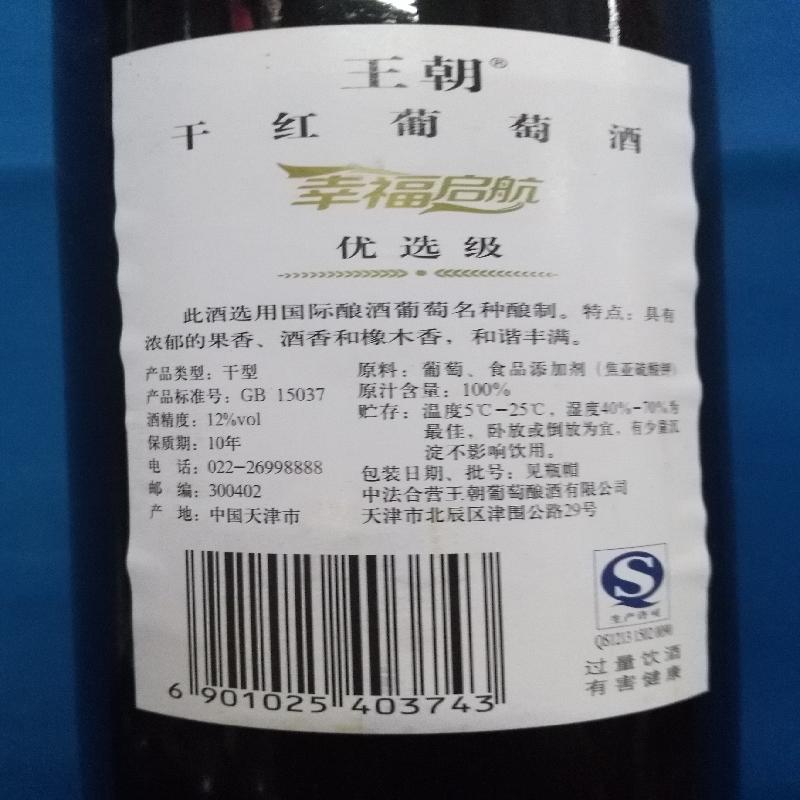 王朝®
干红葡萄酒
幸福启航
优选级
此酒选用国际酿酒葡萄名种酿制。特点：具有
浓郁的果香、酒香和橡木香，和谐丰满。
产品类型：干型
产品标准号：GB 15037
酒精度：12%vol
保质期：10年
电 话：022-26998888
邮 编：300402
产 地：中国天津市
原料：葡萄、食品添加剂（焦亚硫酸钾）
原汁含量：100%
贮存：温度5℃-25℃，湿度40%-70%为
最佳，卧放或倒放为宜，有少量沉
淀不影响饮用。
包装日期、批号：见瓶帽
中法合营王朝葡萄酿酒有限公司
天津市北辰区津围公路29号
6 901025 403743
生产许可
QS1213 1502 0090
过量饮酒
有害健康